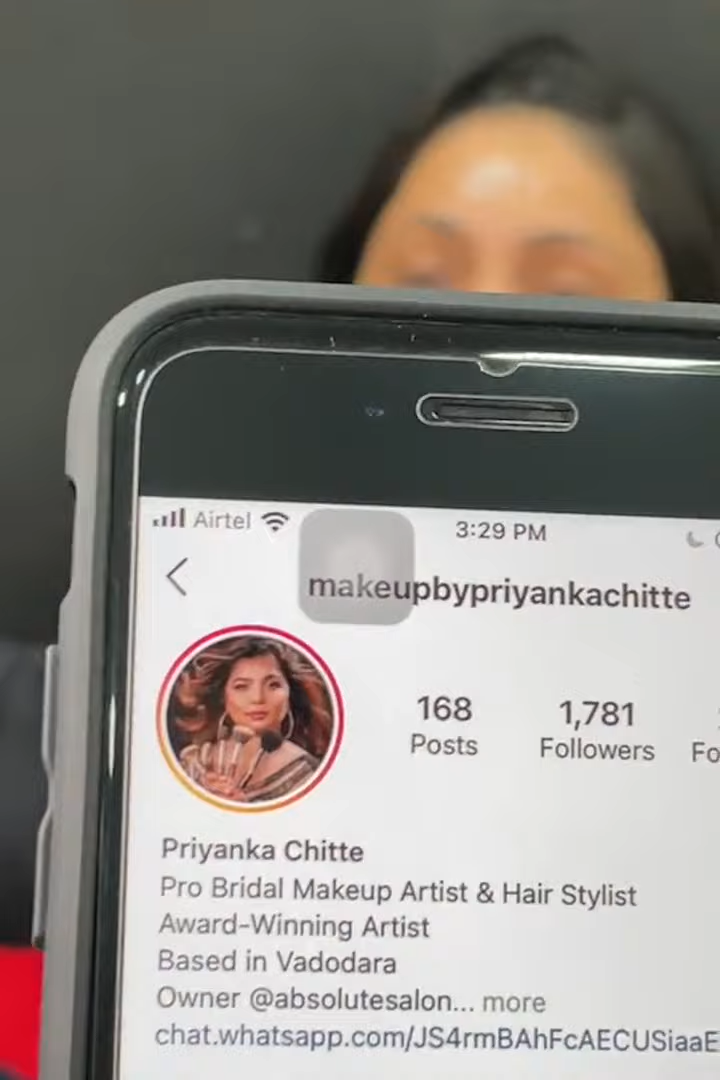 Airtel 3:29 PM
makeupbypriyankachitte
168 1,781
Posts Followers Fo
Priyanka Chitte
Pro Bridal Makeup Artist & Hair Stylist
Award-Winning Artist
Based in Vadodara
Owner @absolutesalon... more
chat.whatsapp.com/JS4rmBAhFcAECUSiaaE